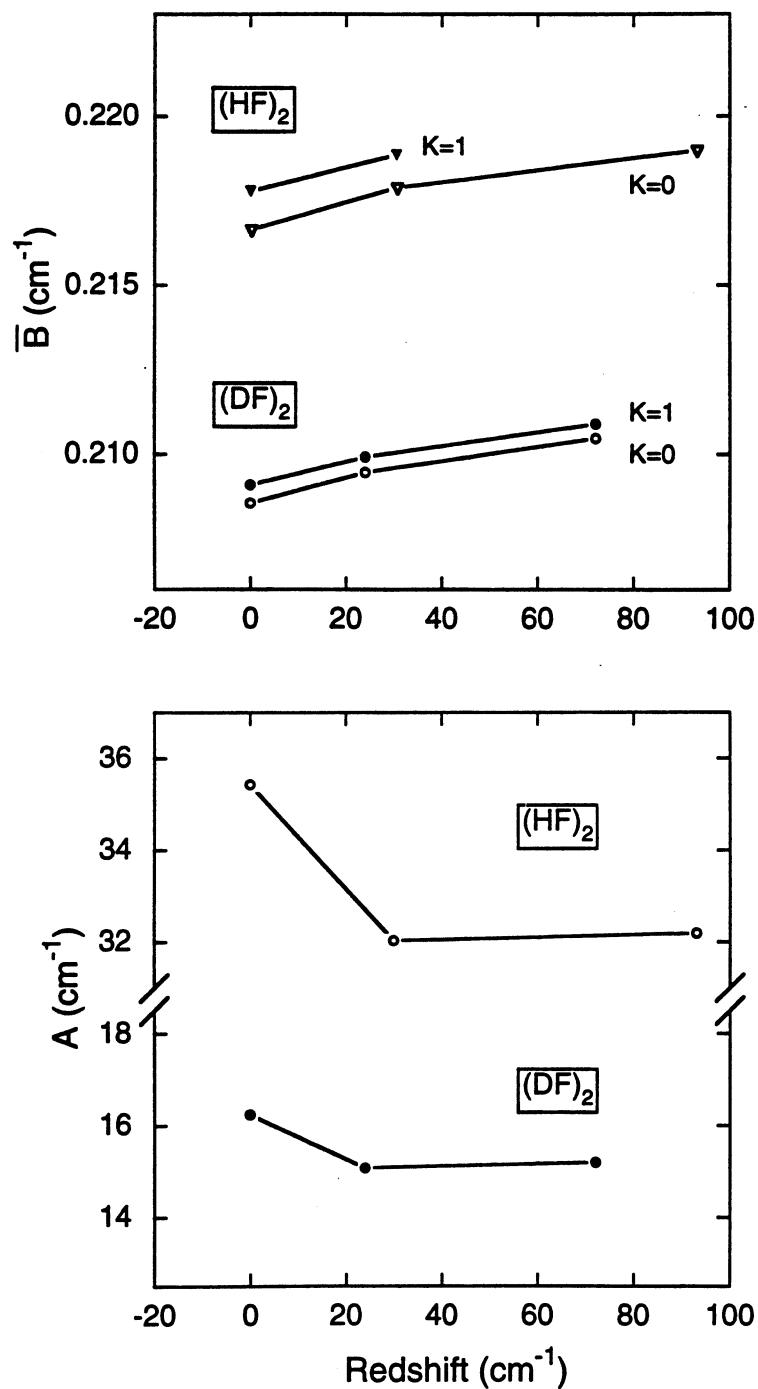 (HF)₂
0.220
K=1
K=0
0.215
B̅ (cm⁻¹)
(DF)₂
K=1
0.210
K=0
-20 0 20 40 60 80 100
36
(HF)₂
34
32
A (cm⁻¹)
18
(DF)₂
16
14
-20 0 20 40 60 80 100
Redshift (cm⁻¹)